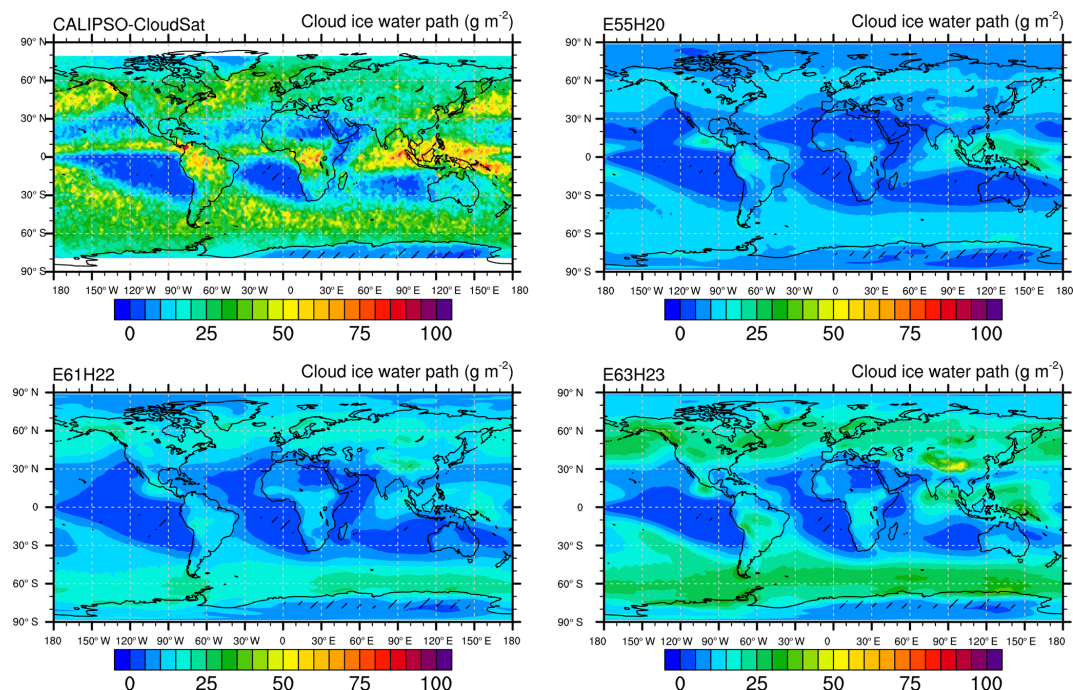 CALIPSO-CloudSat Cloud ice water path (g m⁻²)
90° N
60° N
30° N
0
30° S
60° S
90° S
180 150° W 120° W 90° W 60° W 30° W 0 30° E 60° E 90° E 120° E 150 E 180
0 25 50 75 100
E55H20 Cloud ice water path (g m⁻²)
90° N
60° N
30° N
0
30° S
60° S
90° S
180 150° W 120° W 90° W 60° W 30° W 0 30° E 60° E 90° E 120° E 150 E 180
0 25 50 75 100
E61H22 Cloud ice water path (g m⁻²)
90° N
60° N
30° N
0
30° S
60° S
90° S
180 150° W 120° W 90° W 60° W 30° W 0 30 E 60° E 90° E 120° E 150° E 180
0 25 50 75 100
E63H23 Cloud ice water path (g m⁻²)
90° N
60° N
30° N
0
30° S
60° S
90° S
180 150° W 120° W 90° W 60° W 30° W 0 30 E 60° E 90° E 120° E 150° E 180
0 25 50 75 100